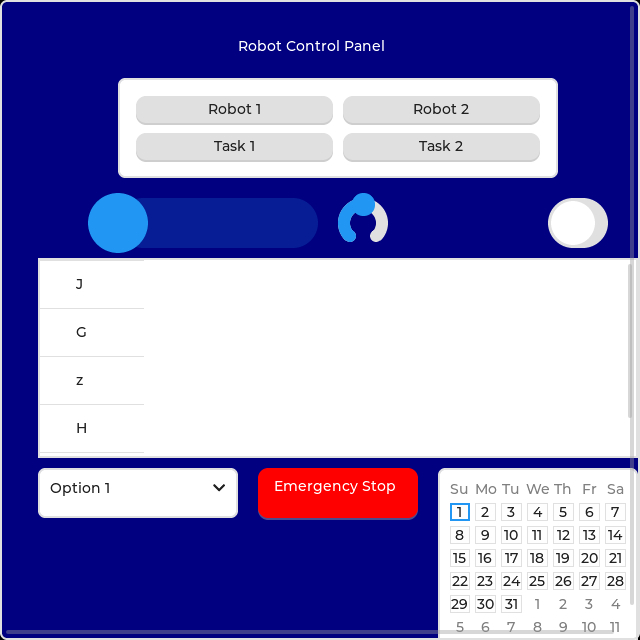 Robot Control Panel
Robot 1 Robot 2
Task 1 Task 2
J
G
z
H
Option 1
Emergency Stop
Su Mo Tu We Th Fr Sa
1 2 3 4 5 6 7
8 9 10 11 12 13 14
15 16 17 18 19 20 21
22 23 24 25 26 27 28
29 30 31 1 2 3 4
5 6 7 8 9 10 11